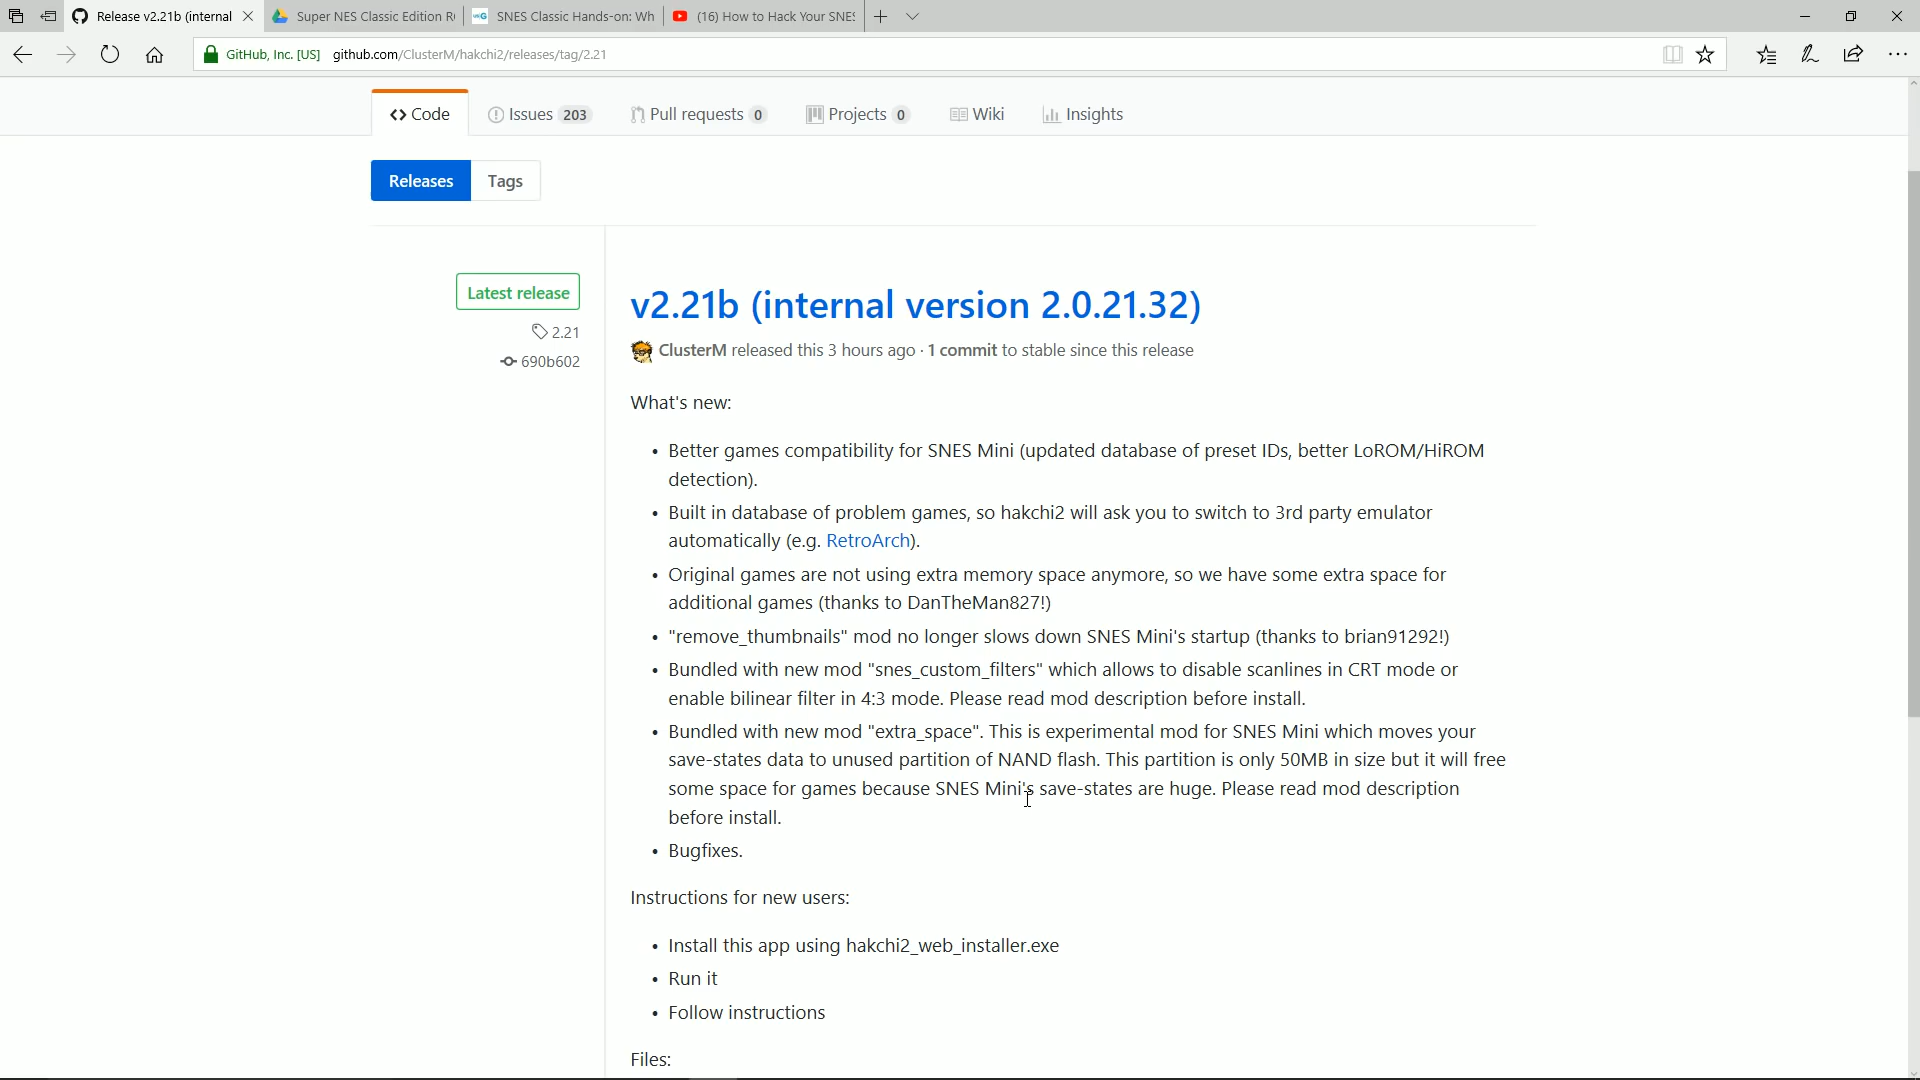 Release v2.21b (internal
Super NES Classic Edition R
SNES Classic Hands-on: Wh
(16) How to Hack Your SNES
GitHub, Inc. [US] github.com/ClusterM/hakchi2/releases/tag/2.21
<> Code
Issues 203
Pull requests 0
Projects 0
Wiki
Insights
Releases
Tags
Latest release
2.21
690b602
v2.21b (internal version 2.0.21.32)
ClusterM released this 3 hours ago · 1 commit to stable since this release
What's new:
• Better games compatibility for SNES Mini (updated database of preset IDs, better LoROM/HiROM
detection).
• Built in database of problem games, so hakchi2 will ask you to switch to 3rd party emulator
automatically (e.g. RetroArch).
• Original games are not using extra memory space anymore, so we have some extra space for
additional games (thanks to DanTheMan827!)
• "remove_thumbnails" mod no longer slows down SNES Mini's startup (thanks to brian91292!)
• Bundled with new mod "snes_custom_filters" which allows to disable scanlines in CRT mode or
enable bilinear filter in 4:3 mode. Please read mod description before install.
• Bundled with new mod "extra_space". This is experimental mod for SNES Mini which moves your
save-states data to unused partition of NAND flash. This partition is only 50MB in size but it will free
some space for games because SNES Mini's save-states are huge. Please read mod description
before install.
• Bugfixes.
Instructions for new users:
• Install this app using hakchi2_web_installer.exe
• Run it
• Follow instructions
Files: